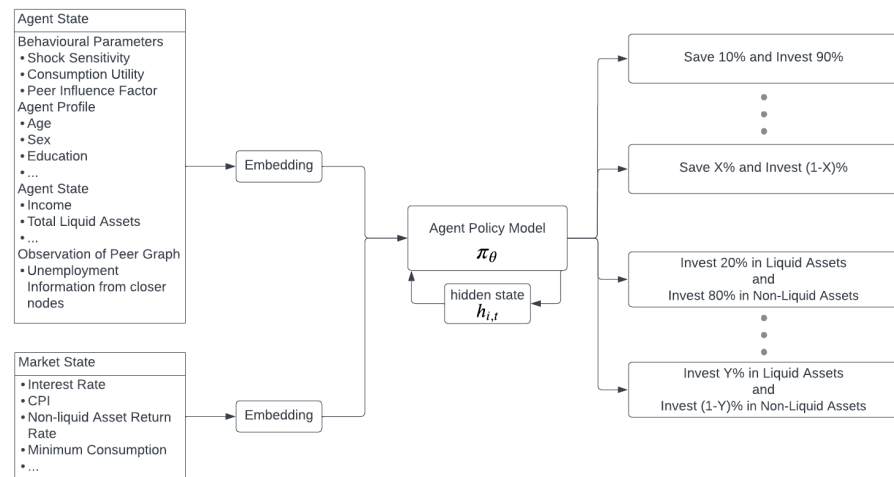 Agent State
Behavioural Parameters
• Shock Sensitivity
• Consumption Utility
• Peer Influence Factor
Agent Profile
• Age
• Sex
• Education
• ...
Agent State
• Income
• Total Liquid Assets
• ...
Observation of Peer Graph
• Unemployment
Information from closer
nodes
Market State
• Interest Rate
• CPI
• Non-liquid Asset Return
Rate
• Minimum Consumption
• ...
Embedding
Embedding
Agent Policy Model
π_θ
hidden state
h_{i,t}
Save 10% and Invest 90%
Save X% and Invest (1-X)%
Invest 20% in Liquid Assets
and
Invest 80% in Non-Liquid Assets
Invest Y% in Liquid Assets
and
Invest (1-Y)% in Non-Liquid Assets